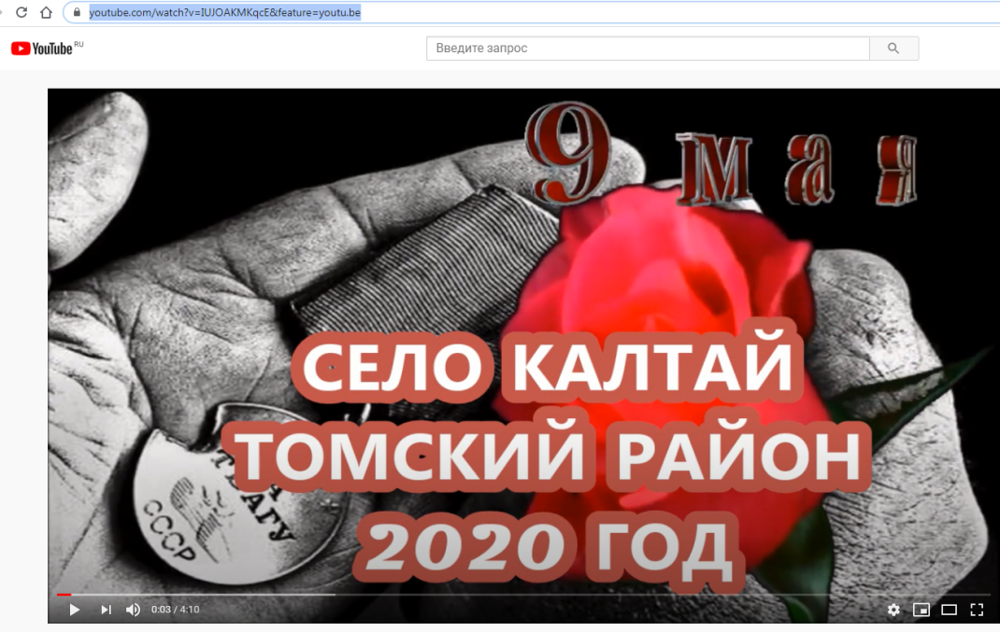 youtube.com/watch?v=IUJOAKMKqcE&feature=youtu.be
YouTube RU
Введите запрос
9 мая
СЕЛО КАЛТАЙ
ТОМСКИЙ РАЙОН
2020 ГОД
СССР
0:03 / 4:10